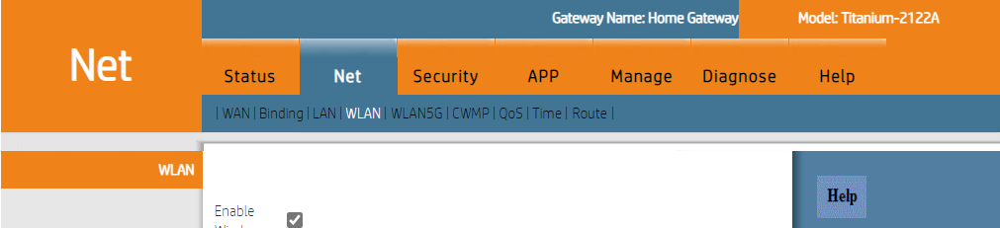 Gateway Name: Home Gateway Model: Titanium-2122A
Net
Status Net Security APP Manage Diagnose Help
| WAN | Binding | LAN | WLAN | WLAN5G | CWMP | QoS | Time | Route |
WLAN
Help
Enable